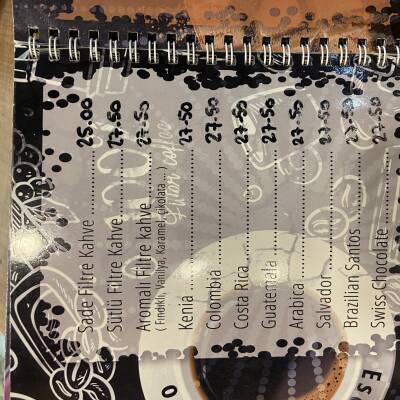 Filtre coffee
Sade Filtre Kahve 25.00
Sütlü Filtre Kahve 27.50
Aromalı Filtre Kahve 27.50
( Fındıklı, Vanilya, Karamel, Çikolata... )
Kenia 27.50
Colombia 27.50
Costa Rica 27.50
Guatemala 27.50
Arabica 27.50
Salvador 27.50
Brazilian Santos 27.50
Swiss Chocolate 27.50